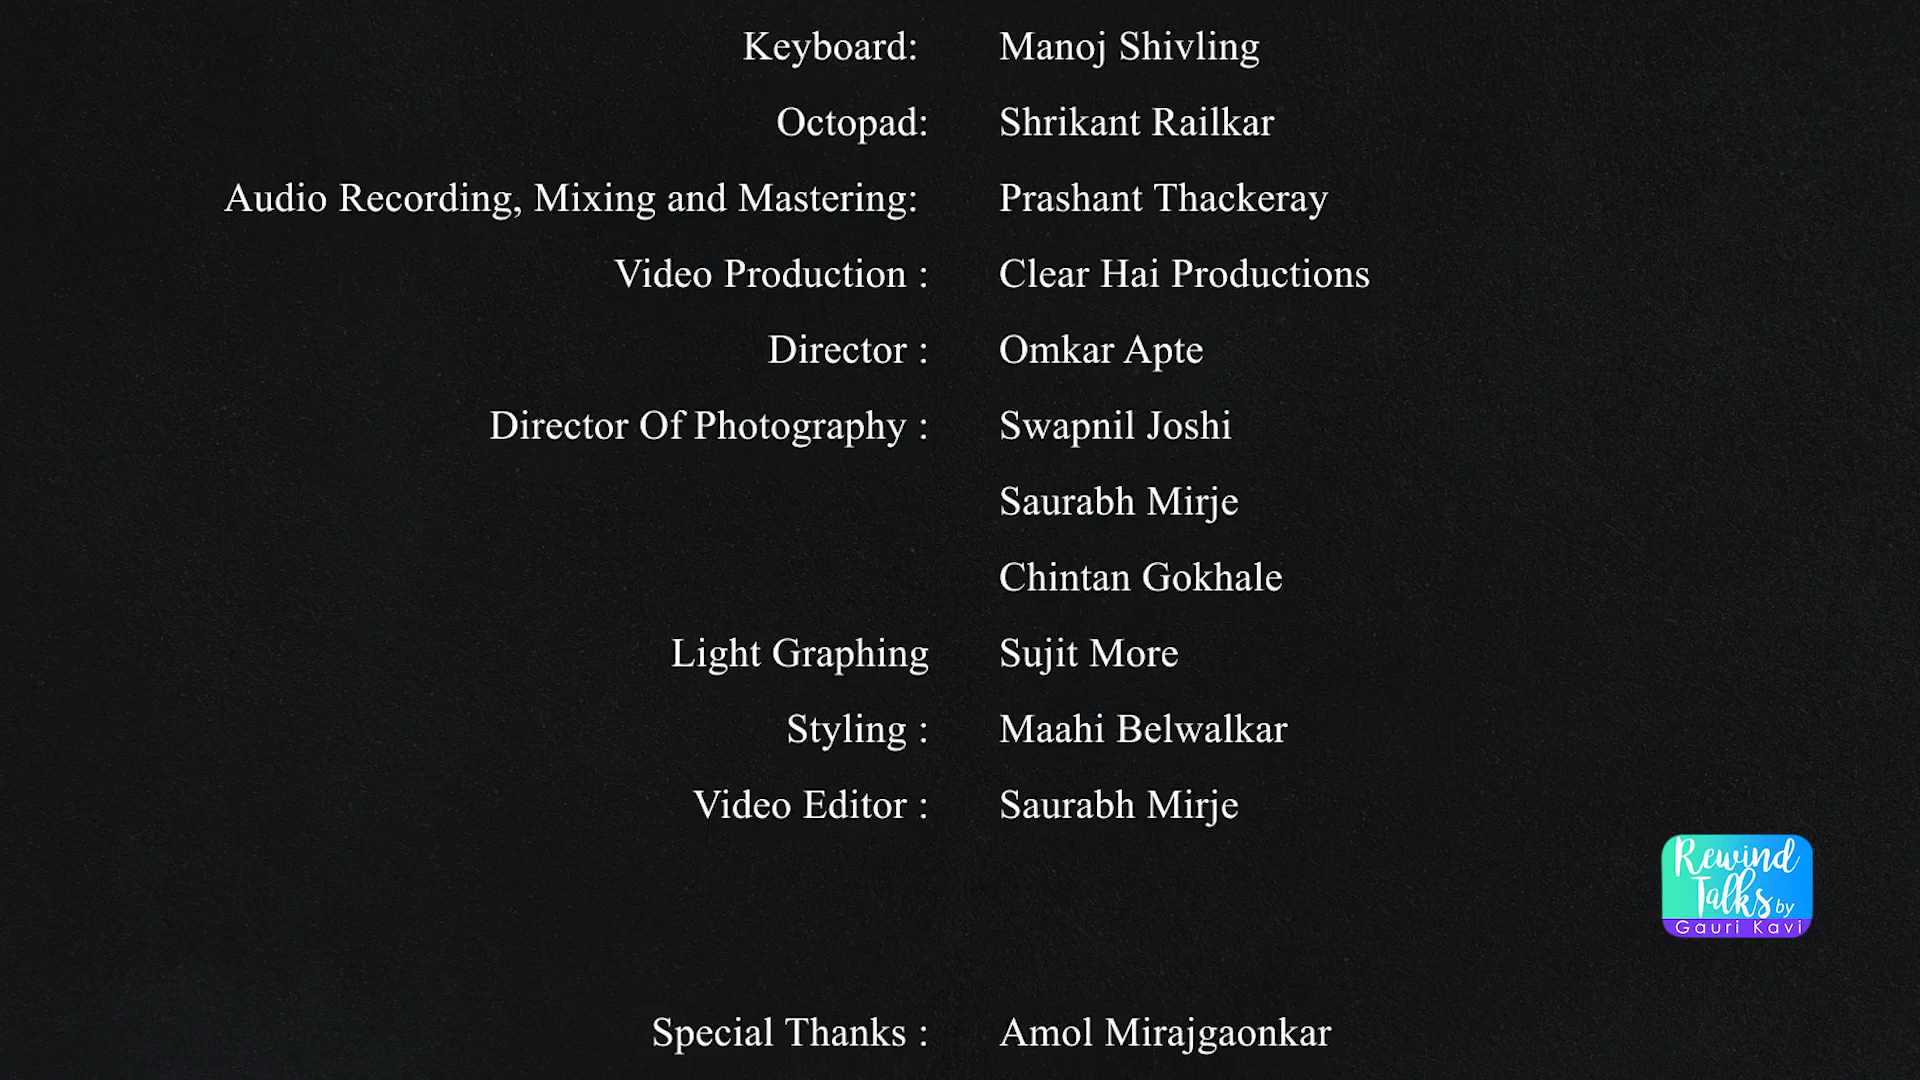 Keyboard: Manoj Shivling
Octopad: Shrikant Railkar
Audio Recording, Mixing and Mastering: Prashant Thackeray
Video Production : Clear Hai Productions
Director : Omkar Apte
Director Of Photography : Swapnil Joshi
Saurabh Mirje
Chintan Gokhale
Light Graphing Sujit More
Styling : Maahi Belwalkar
Video Editor : Saurabh Mirje
Rewind
Talks by
Gauri Kavi
Special Thanks : Amol Mirajgaonkar